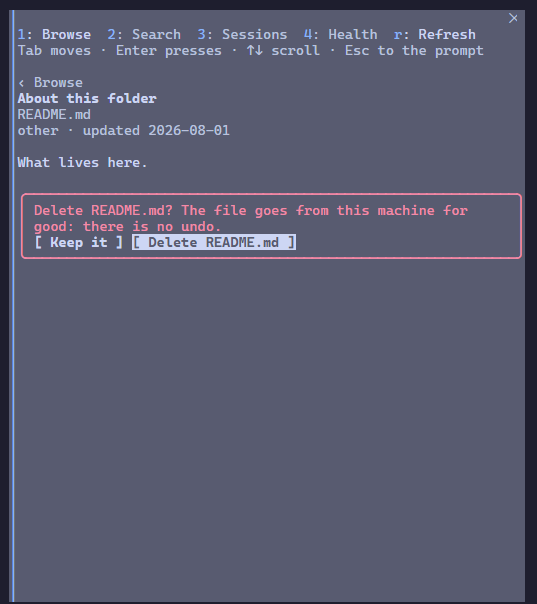 ×
1: Browse  2: Search  3: Sessions  4: Health  r: Refresh
Tab moves · Enter presses · ↑↓ scroll · Esc to the prompt
‹ Browse
About this folder
README.md
other · updated 2026-08-01
What lives here.
Delete README.md? The file goes from this machine for
good: there is no undo.
[ Keep it ] [ Delete README.md ]